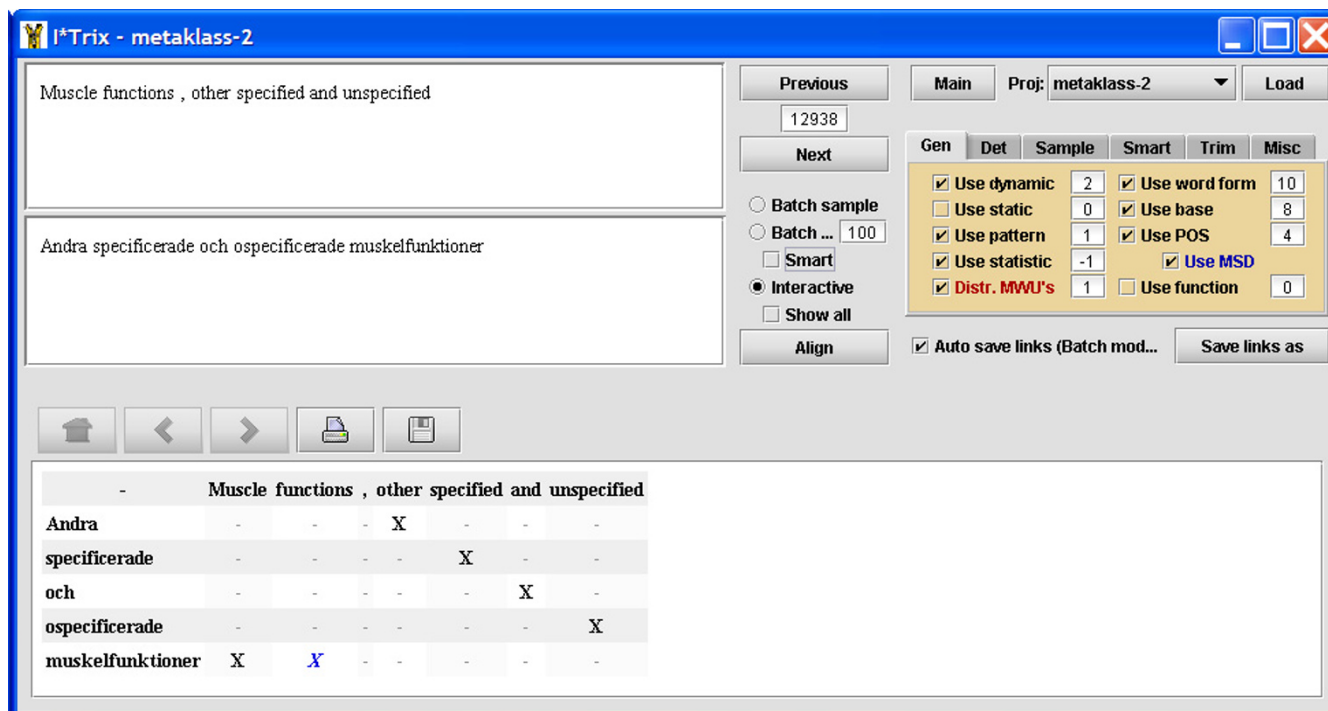 I*Trix - metaklass-2
Muscle functions , other specified and unspecified
Andra specificerade och ospecificerade muskelfunktioner
Previous
12938
Next
Batch sample
Batch ... 100
Smart
Interactive
Show all
Align
Main Proj: metaklass-2 Load
Gen Det Sample Smart Trim Misc
Use dynamic 2 Use word form 10
Use static 0 Use base 8
Use pattern 1 Use POS 4
Use statistic -1 Use MSD
Distr. MWU's 1 Use function 0
Auto save links (Batch mod... Save links as
- Muscle functions , other specified and unspecified
Andra - - - X - - -
specificerade - - - - X - -
och - - - - - X -
ospecificerade - - - - - - X
muskelfunktioner X X - - - - -